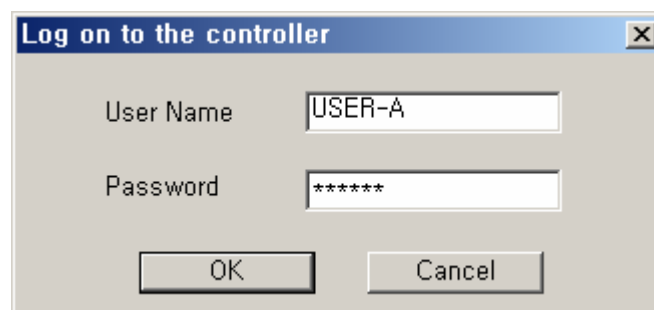 Log on to the controller
User Name USER-A
Password ******
OK Cancel